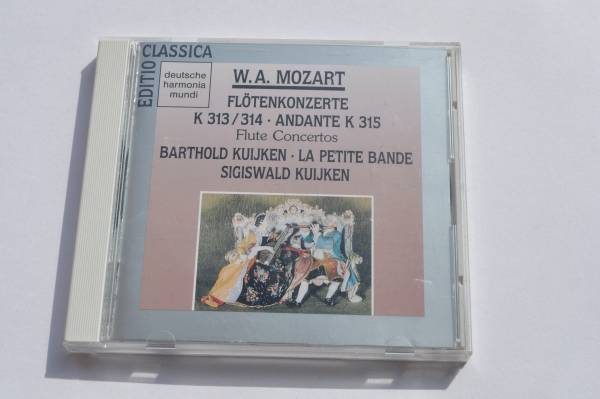 EDITIO CLASSICA
deutsche
harmonia
mundi
W. A. MOZART
FLÖTENKONZERTE
K 313/314 · ANDANTE K 315
Flute Concertos
BARTHOLD KUIJKEN · LA PETITE BANDE
SIGISWALD KUIJKEN